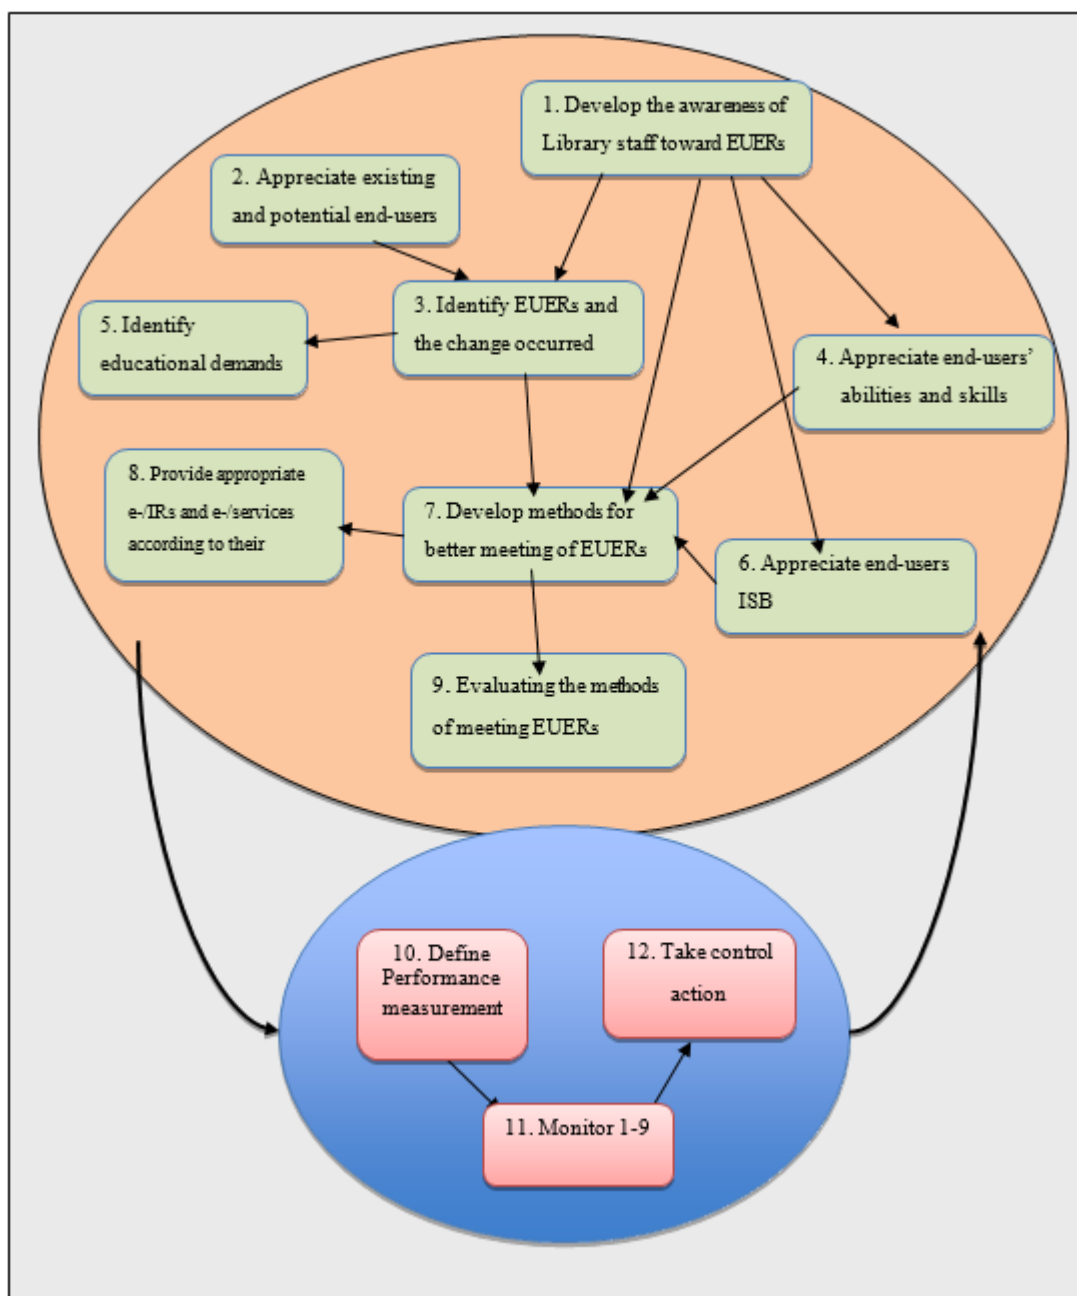 1. Develop the awareness of
Library staff toward EUERs
2. Appreciate existing
and potential end-users
3. Identify EUERs and
the change occurred
5. Identify
educational demands
4. Appreciate end-users’
abilities and skills
8. Provide appropriate
e-/IRs and e-/services
according to their
7. Develop methods for
better meeting of EUERs
6. Appreciate end-users
ISB
9. Evaluating the methods
of meeting EUERs
10. Define
Performance
measurement
12. Take control
action
11. Monitor 1-9